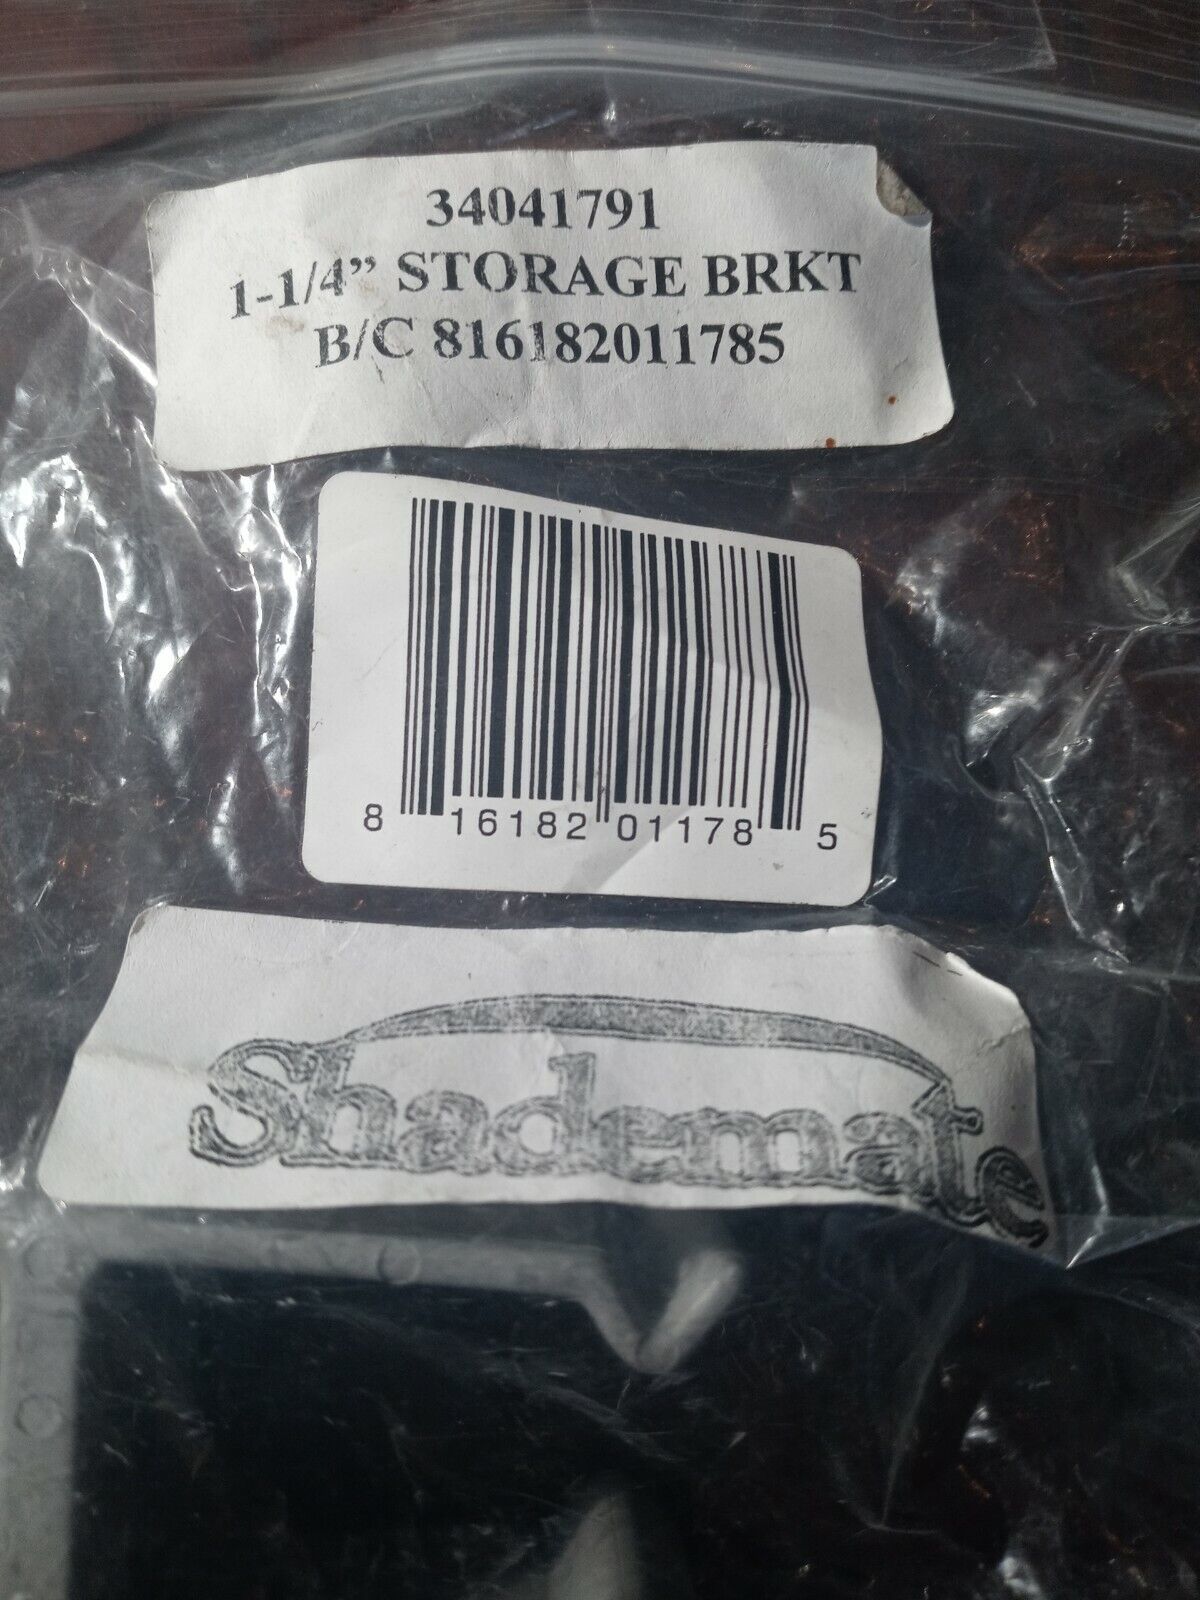 34041791
1-1/4” STORAGE BRKT
B/C 816182011785
8 16182 01178 5
Shademate